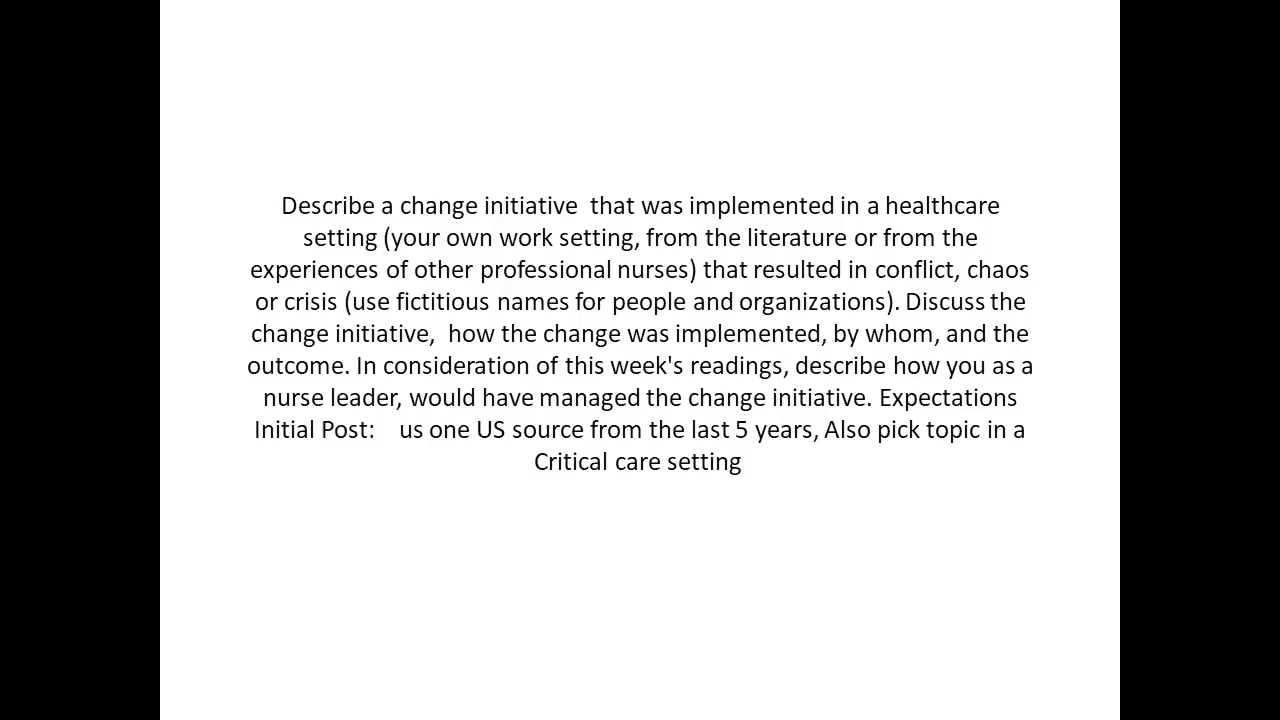 Describe a change initiative  that was implemented in a healthcare
setting (your own work setting, from the literature or from the
experiences of other professional nurses) that resulted in conflict, chaos
or crisis (use fictitious names for people and organizations). Discuss the
change initiative,  how the change was implemented, by whom, and the
outcome. In consideration of this week's readings, describe how you as a
nurse leader, would have managed the change initiative. Expectations
Initial Post:    us one US source from the last 5 years, Also pick topic in a
Critical care setting